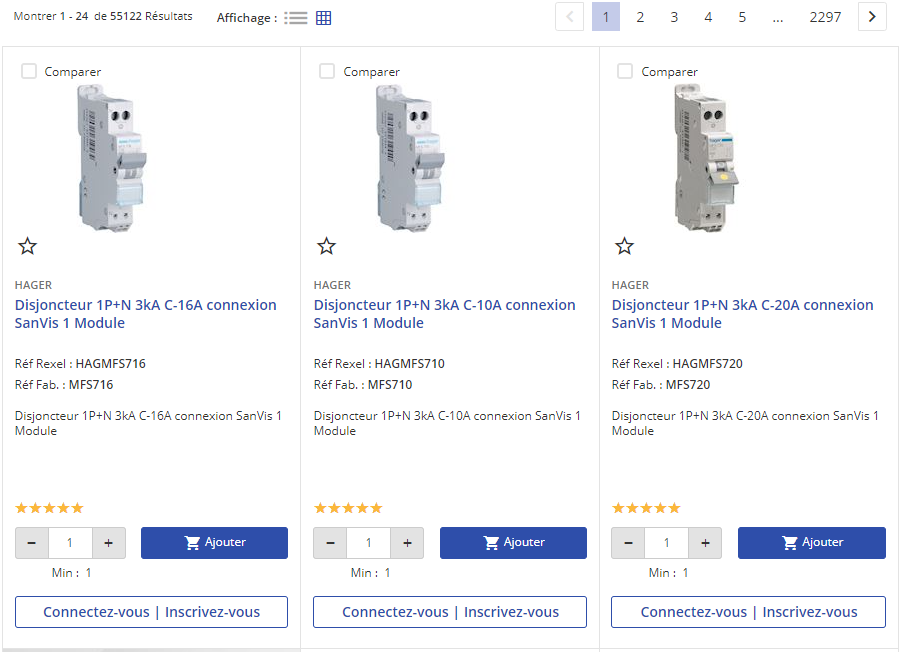 Montrer 1 - 24 de 55122 Résultats
Affichage :
1 2 3 4 5 ... 2297
Comparer
HAGER
Disjoncteur 1P+N 3kA C-16A connexion
SanVis 1 Module
Réf Rexel : HAGMFS716
Réf Fab. : MFS716
Disjoncteur 1P+N 3kA C-16A connexion SanVis 1
Module
- 1 +
Ajouter
Min : 1
Connectez-vous | Inscrivez-vous
Comparer
HAGER
Disjoncteur 1P+N 3kA C-10A connexion
SanVis 1 Module
Réf Rexel : HAGMFS710
Réf Fab. : MFS710
Disjoncteur 1P+N 3kA C-10A connexion SanVis 1
Module
- 1 +
Ajouter
Min : 1
Connectez-vous | Inscrivez-vous
Comparer
HAGER
Disjoncteur 1P+N 3kA C-20A connexion
SanVis 1 Module
Réf Rexel : HAGMFS720
Réf Fab. : MFS720
Disjoncteur 1P+N 3kA C-20A connexion SanVis 1
Module
- 1 +
Ajouter
Min : 1
Connectez-vous | Inscrivez-vous